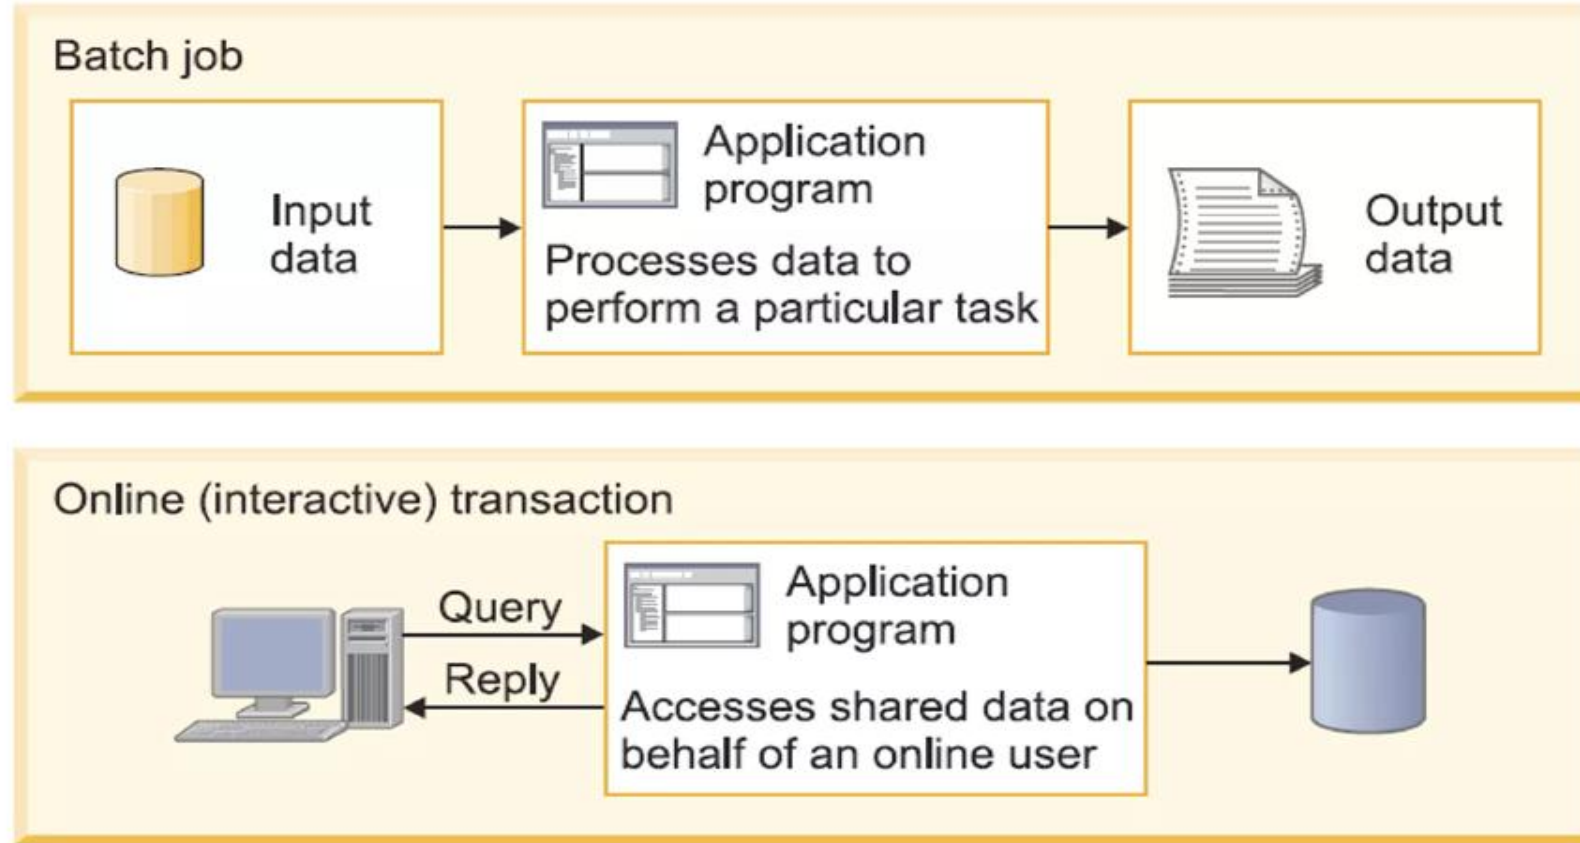 Batch job
Input
data
Application
program
Processes data to
perform a particular task
Output
data
Online (interactive) transaction
Query
Reply
Application
program
Accesses shared data on
behalf of an online user